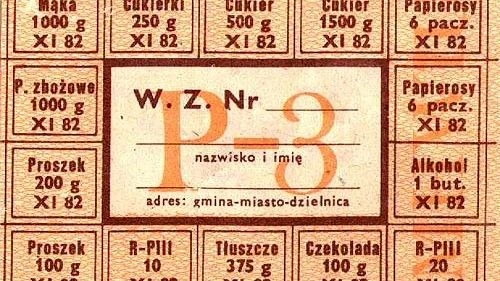 Mąka Cukierki Cukier Cukier Papierosy
1000 g 250 g 500 g 1500 g 6 pacz.
XI 82 XI 82 XI 82 XI 82 XI 82
P. zbożowe
1000 g
XI 82
W. Z. Nr
P-3
nazwisko i imię
adres: gmina-miasto-dzielnica
Papierosy
6 pacz.
XI 82
Proszek
200 g
XI 82
Alkohol
1 but.
XI 82
Proszek R-PIII Tłuszcze Czekolada R-PIII
100 g 10 375 g 100 g 20